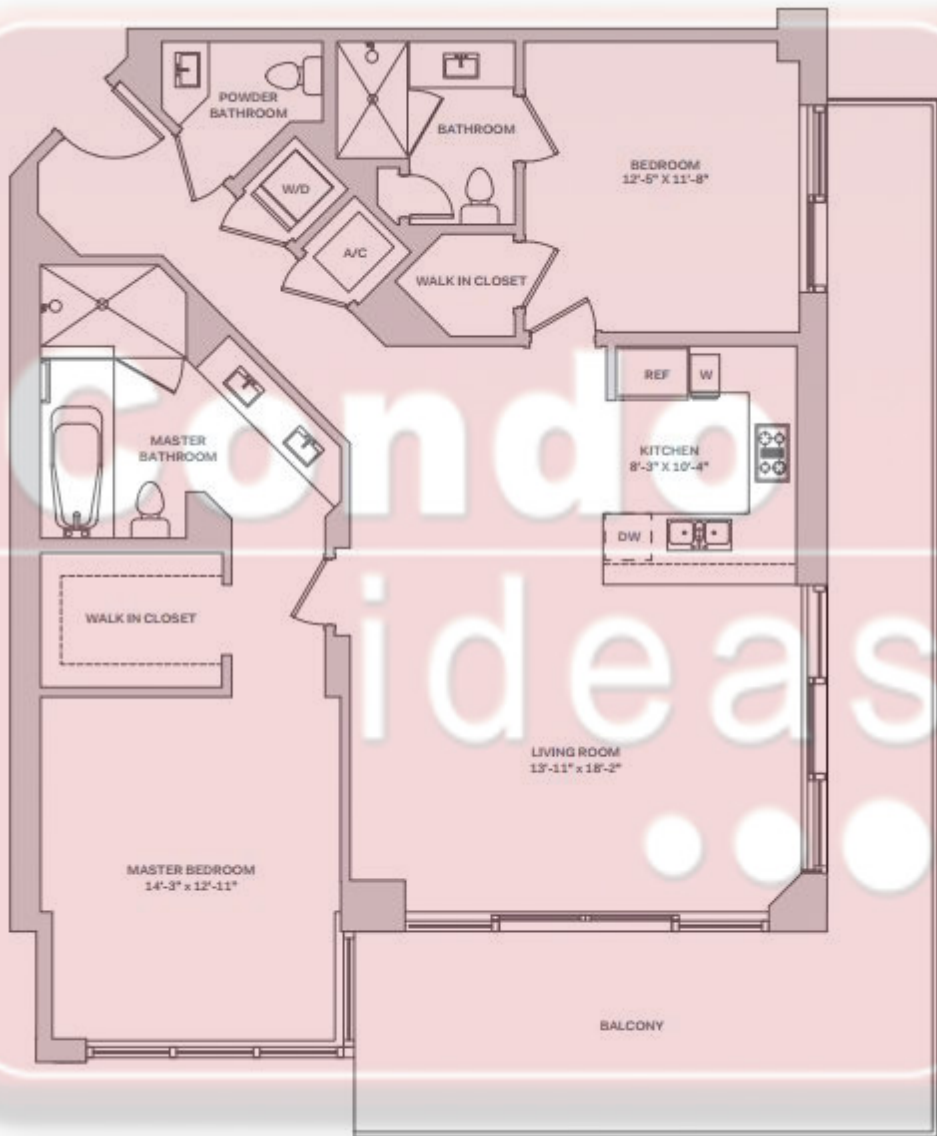 POWDER
BATHROOM
BATHROOM
BEDROOM
12'-5" X 11'-8"
W/D
A/C
WALK IN CLOSET
REF
W
KITCHEN
8'-3" X 10'-4"
MASTER
BATHROOM
DW
WALK IN CLOSET
LIVING ROOM
13'-11" x 18'-2"
MASTER BEDROOM
14'-3" x 12'-11"
BALCONY
Condo
ideas